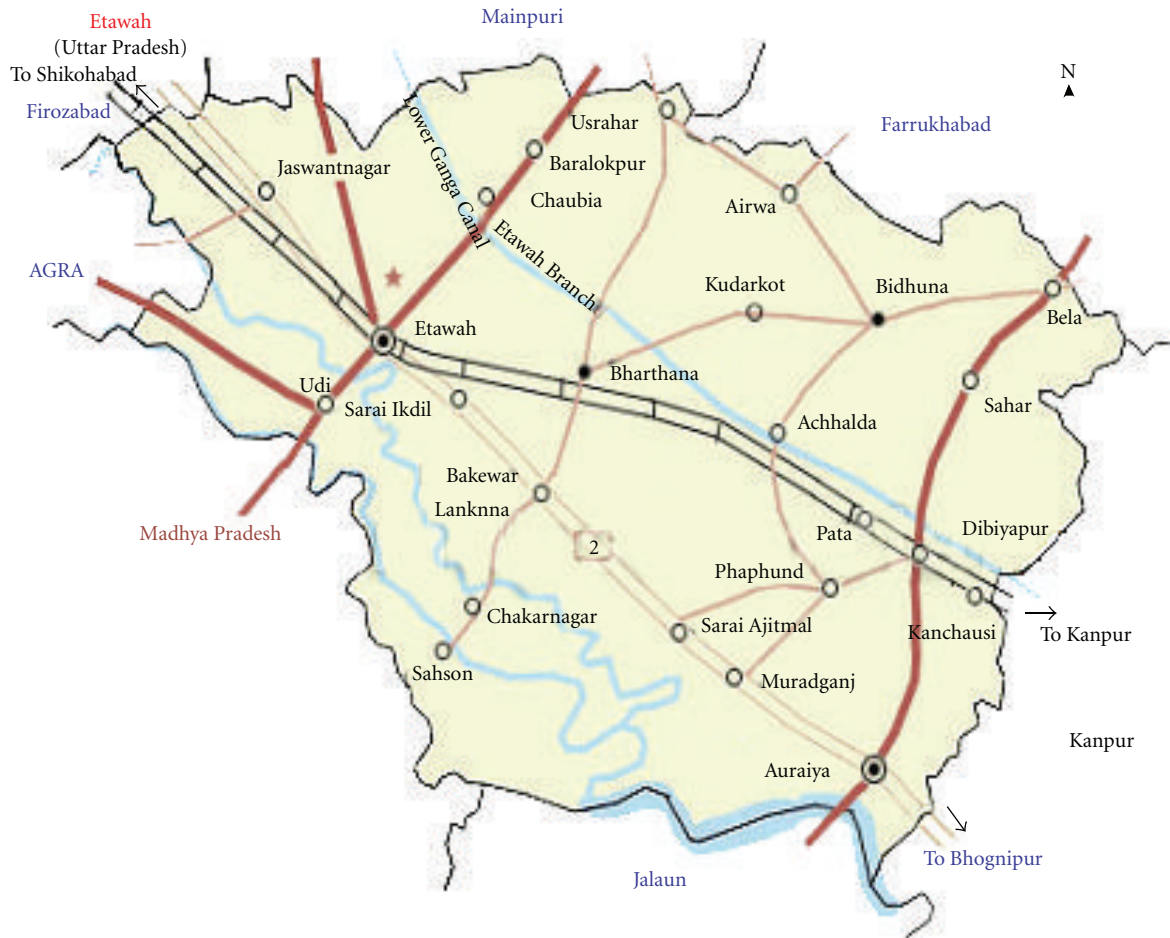 Etawah
(Uttar Pradesh)
Mainpuri
To Shikohabad
N
Firozabad
Lower Ganga Canal
Usrahar
Farrukhabad
Baralokpur
Jaswantnagar
Chaubia
Airwa
Etawah Branch
AGRA
Kudarkot
Bidhuna
Bela
Etawah
Bharthana
Udi
Sarai Ikdil
Sahar
Achhalda
Bakewar
Lanknna
Madhya Pradesh
Pata
Dibiyapur
2
Phaphund
Chakarnagar
Sarai Ajitmal
Kanchausi
To Kanpur
Sahson
Muradganj
Kanpur
Auraiya
To Bhognipur
Jalaun